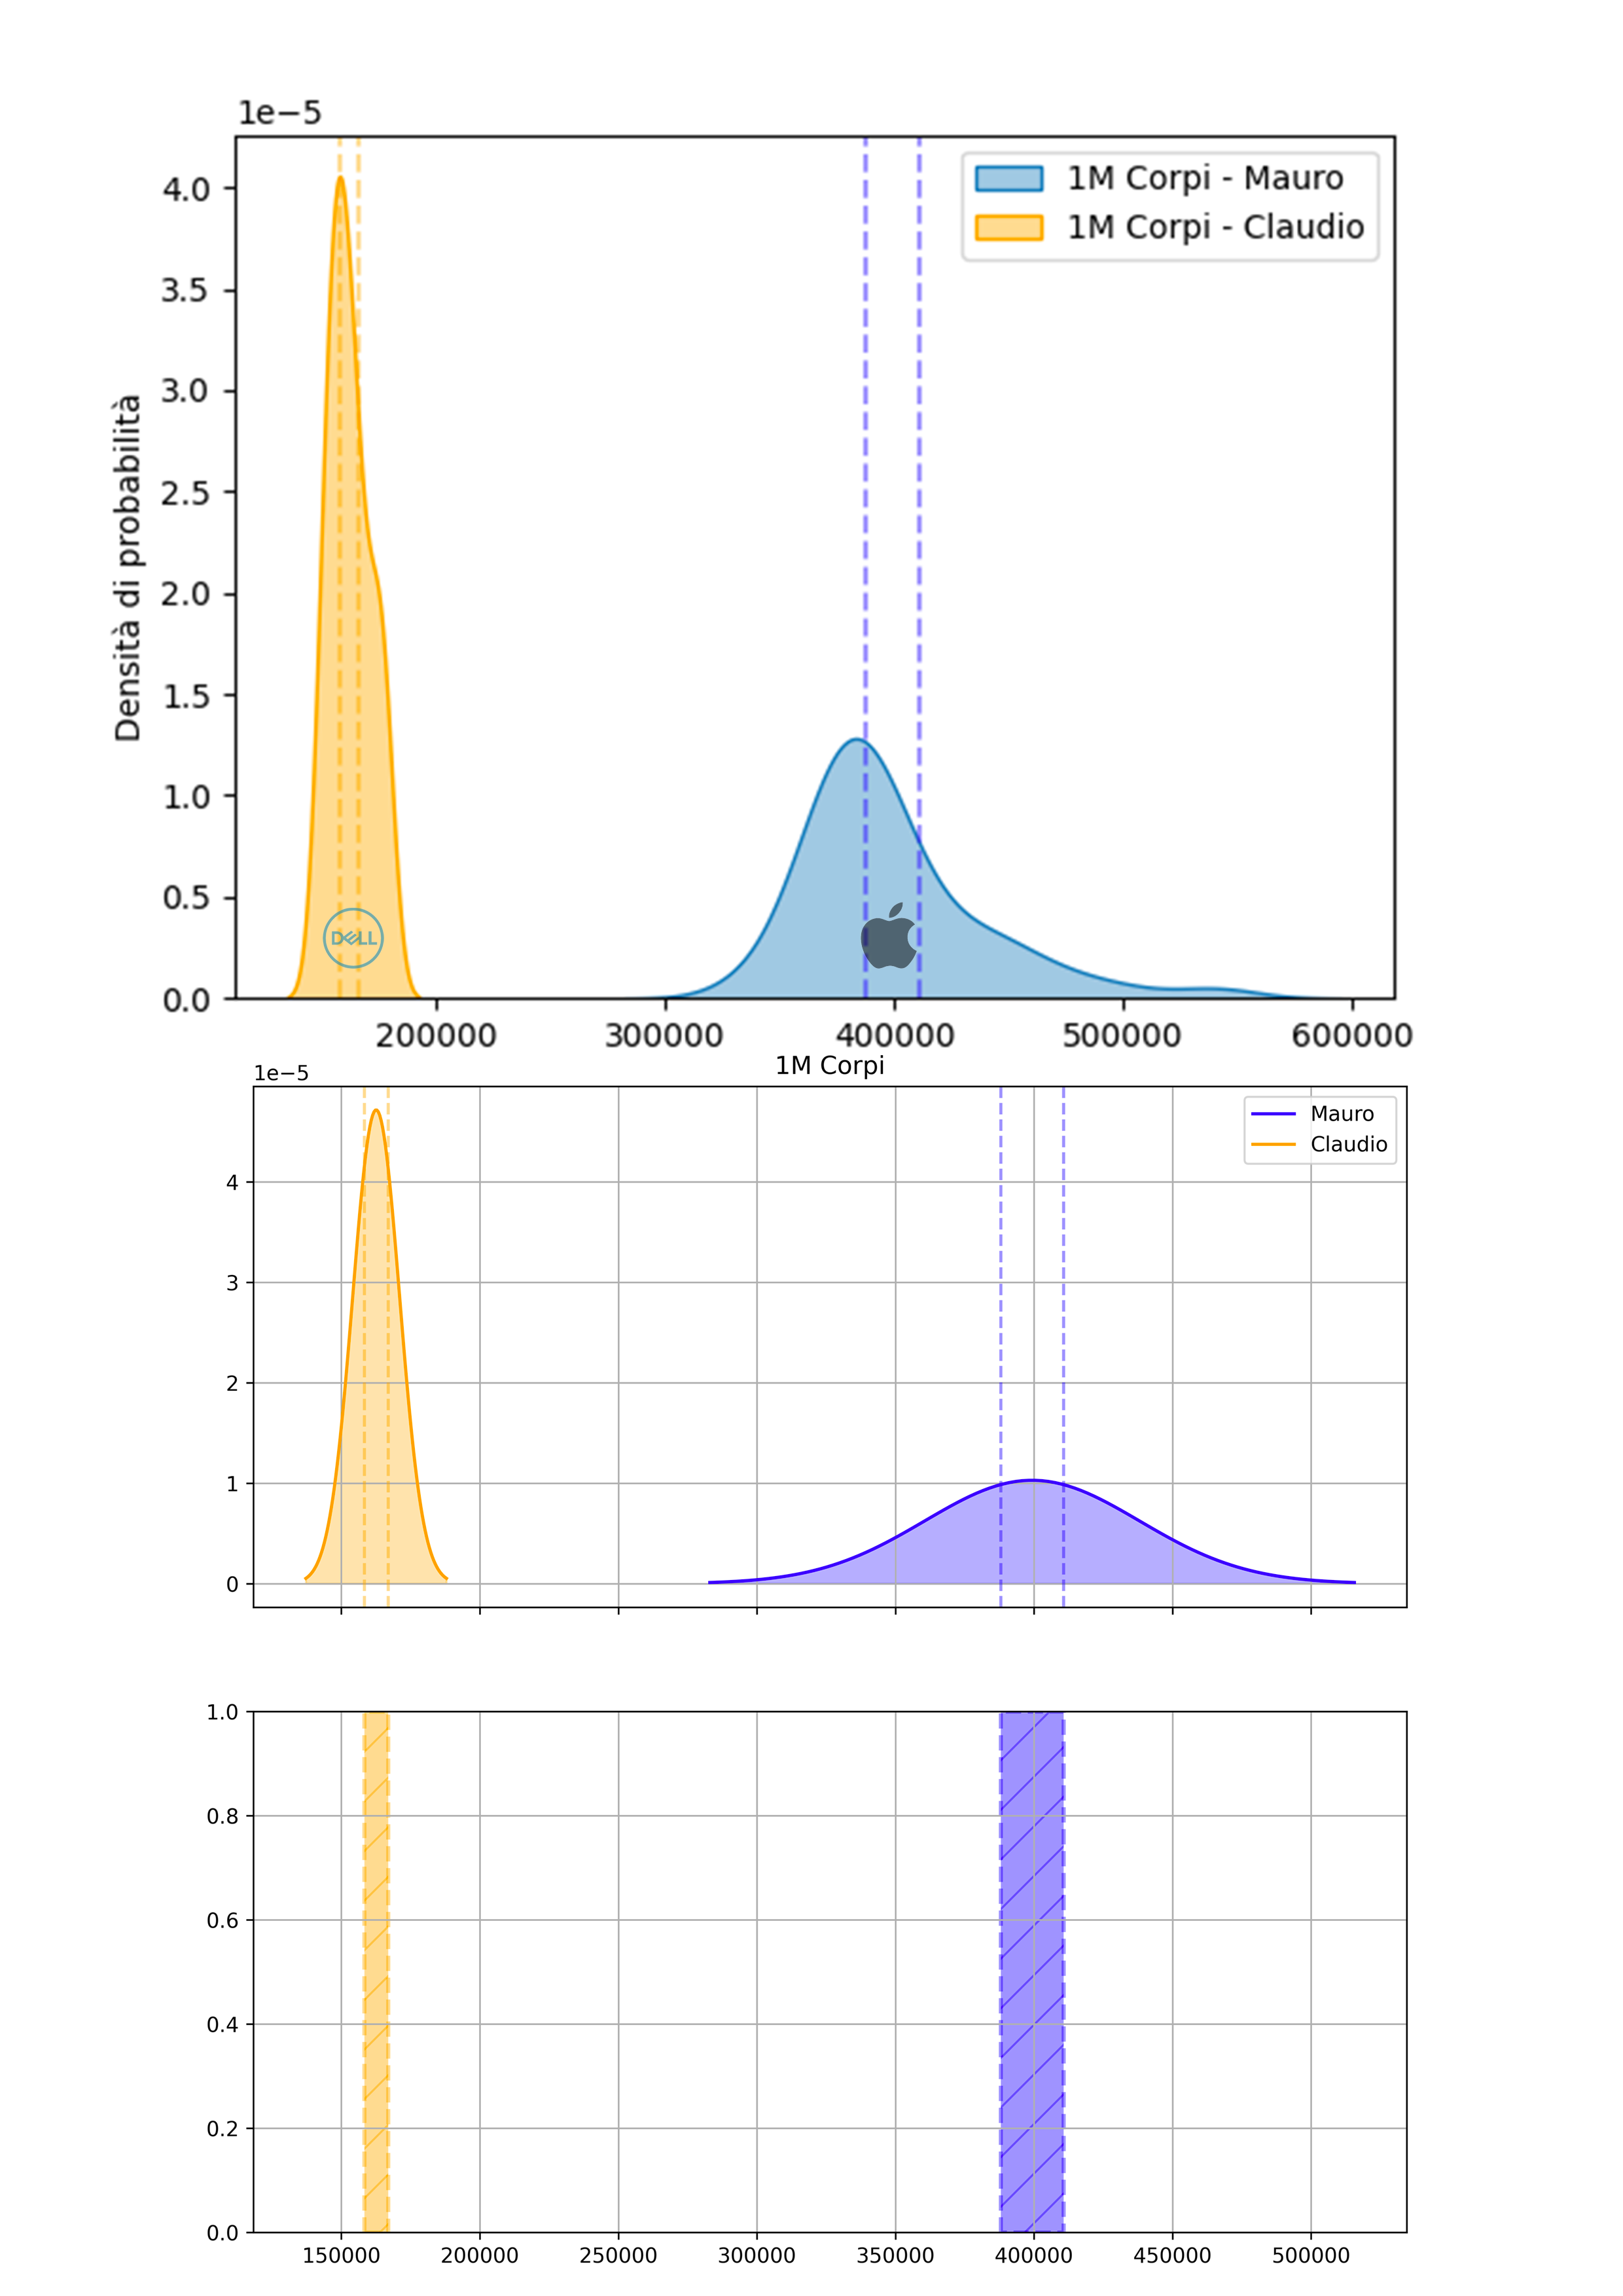 1e−5
1M Corpi - Mauro
1M Corpi - Claudio
4.0
3.5
3.0
2.5
2.0
1.5
1.0
0.5
0.0
Densità di probabilità
DELL
200000 300000 400000 500000 600000
1M Corpi
1e−5
Mauro
Claudio
4
3
2
1
0
1.0
0.8
0.6
0.4
0.2
0.0
150000 200000 250000 300000 350000 400000 450000 500000